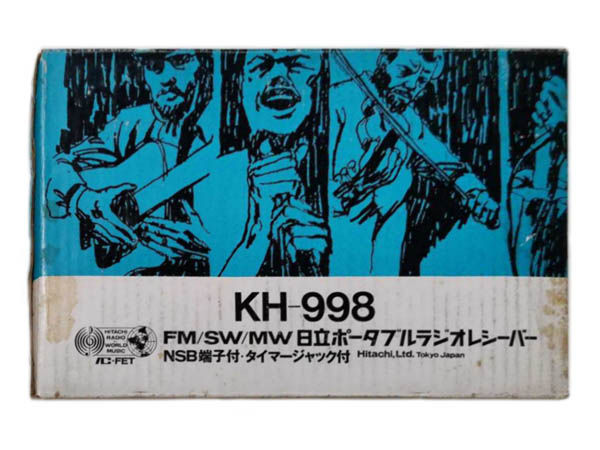 KH-998
HITACHI
RADIO
for
WORLD
MUSIC
IC・FET
FM/SW/MW 日立ポータブルラジオレシーバー
NSB端子付・タイマージャック付 Hitachi, Ltd. Tokyo Japan